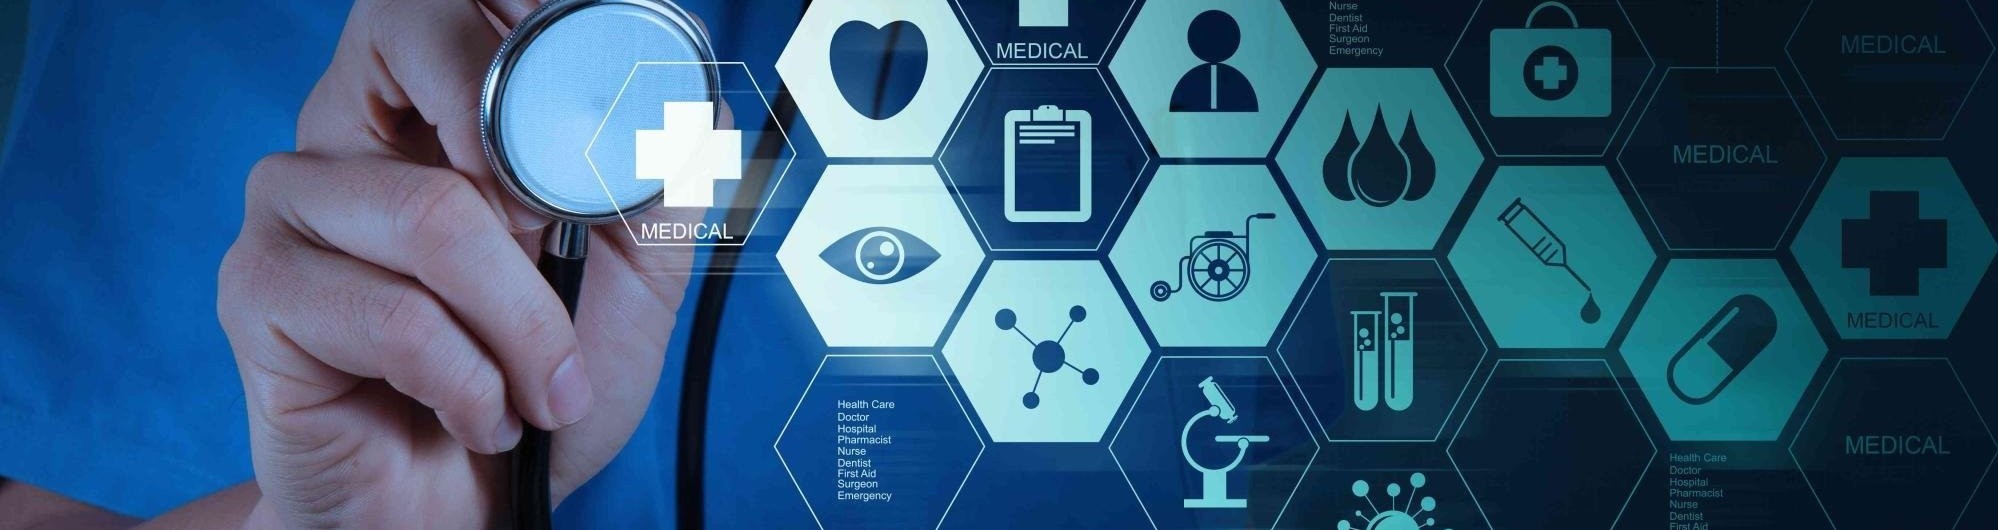 MEDICAL
MEDICAL
Nurse
Dentist
First Aid
Surgeon
Emergency
MEDICAL
MEDICAL
MEDICAL
Health Care
Doctor
Hospital
Pharmacist
Nurse
Dentist
First Aid
Surgeon
Emergency
MEDICAL
Health Care
Doctor
Hospital
Pharmacist
Nurse
Dentist
First Aid